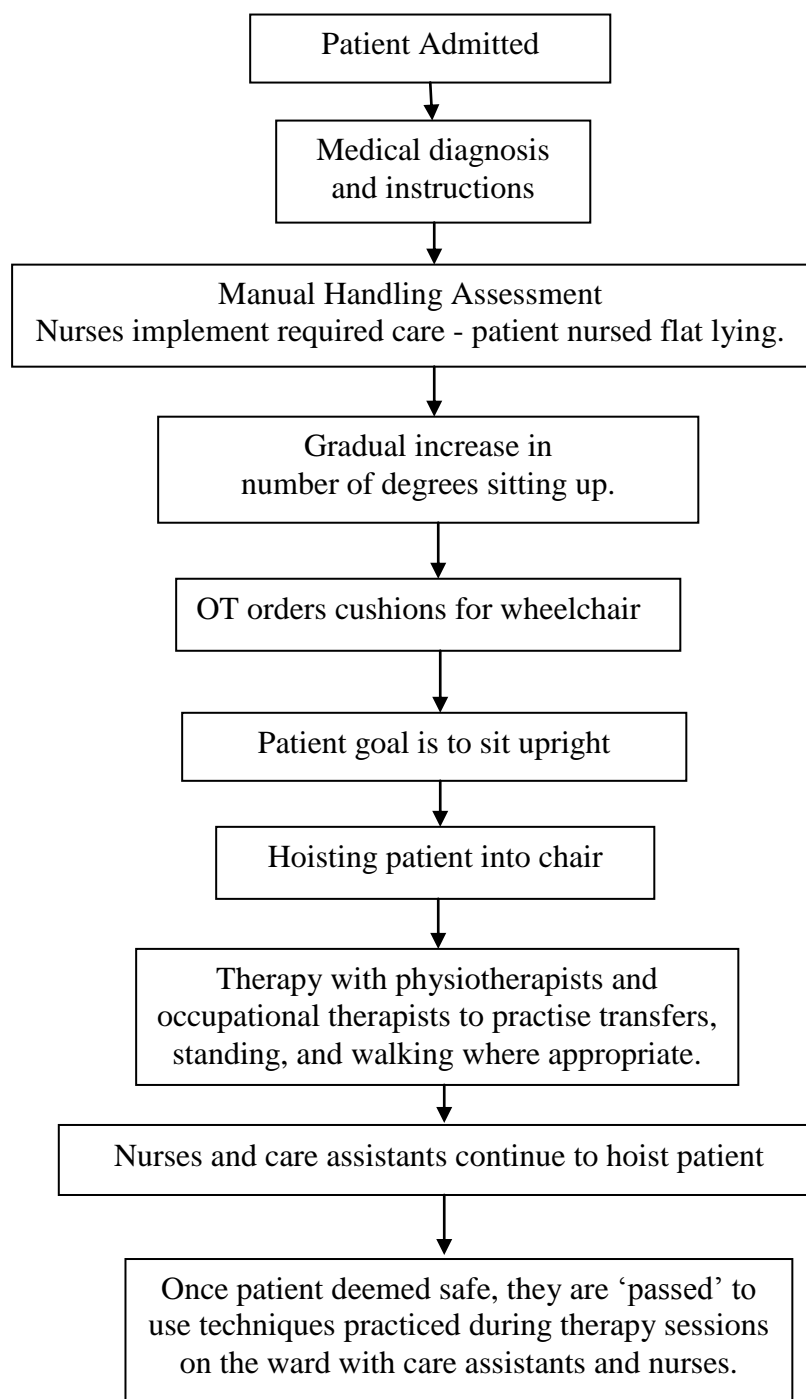 Patient Admitted
Medical diagnosis
and instructions
Manual Handling Assessment
Nurses implement required care - patient nursed flat lying.
Gradual increase in
number of degrees sitting up.
OT orders cushions for wheelchair
Patient goal is to sit upright
Hoisting patient into chair
Therapy with physiotherapists and
occupational therapists to practise transfers,
standing, and walking where appropriate.
Nurses and care assistants continue to hoist patient
Once patient deemed safe, they are ‘passed’ to
use techniques practiced during therapy sessions
on the ward with care assistants and nurses.